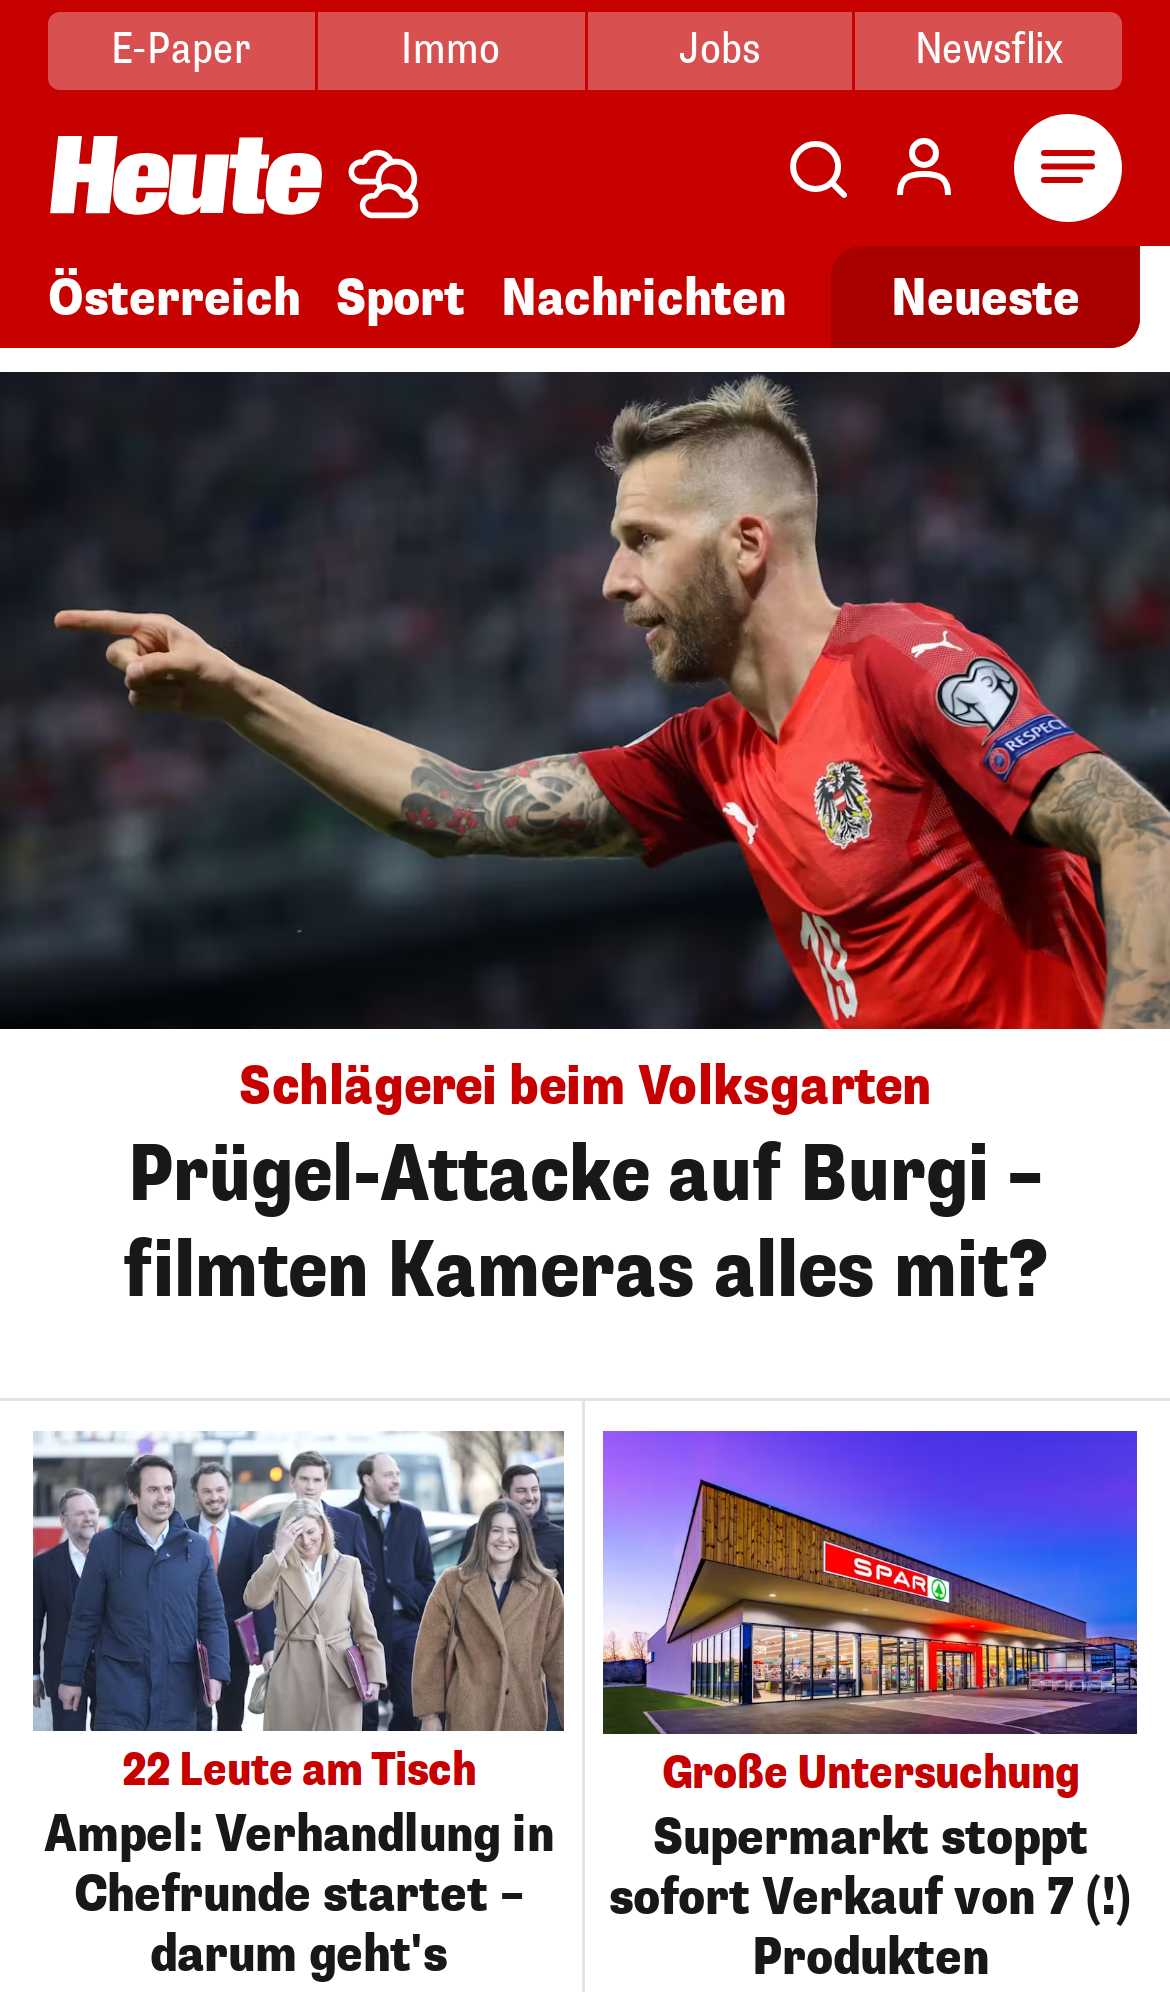 E-Paper
Immo
Jobs
Newsflix
Heute
Österreich
Sport
Nachrichten
Neueste
RESPECT
19
Schlägerei beim Volksgarten
Prügel-Attacke auf Burgi –
filmten Kameras alles mit?
22 Leute am Tisch
Ampel: Verhandlung in
Chefrunde startet –
darum geht's
SPAR
Große Untersuchung
Supermarkt stoppt
sofort Verkauf von 7 (!)
Produkten